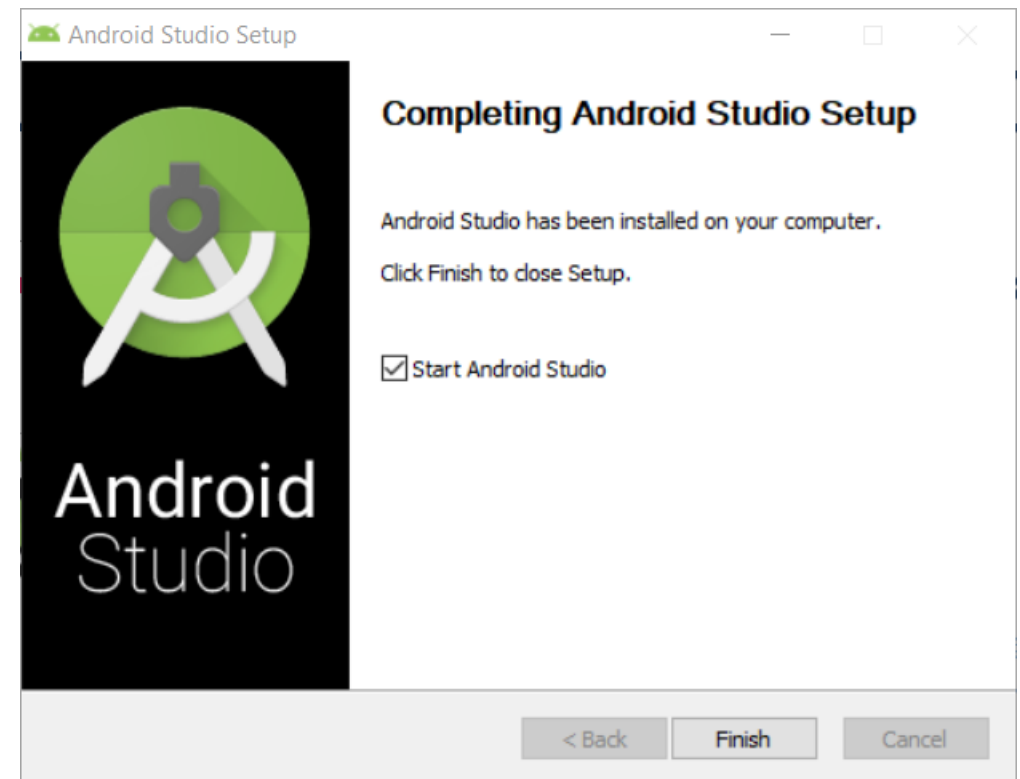 Android Studio Setup
Completing Android Studio Setup
Android Studio has been installed on your computer.
Click Finish to close Setup.
Start Android Studio
Android
Studio
< Back
Finish
Cancel